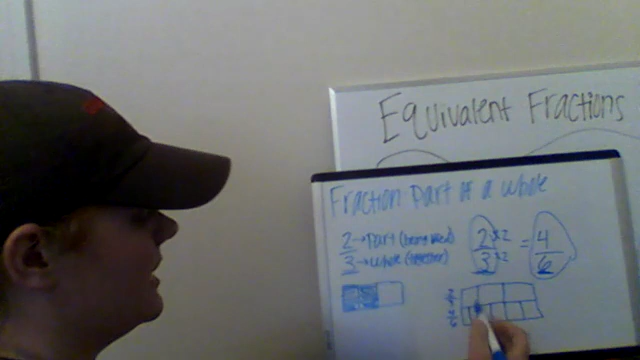 Equivalent Fractions
Fraction Part of a whole
2 → Part (being used)
3 → Whole (together)
2 x2 = 4
3 x2 6